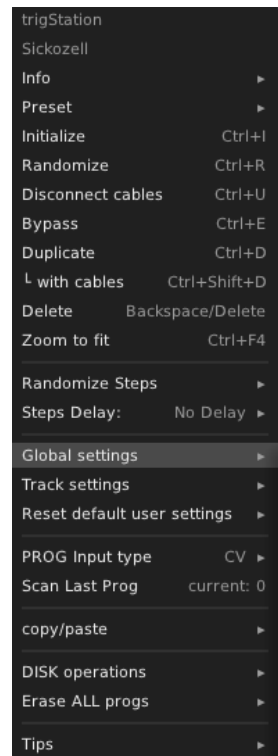 trigStation
Sickozell
Info ▸
Preset ▸
Initialize Ctrl+I
Randomize Ctrl+R
Disconnect cables Ctrl+U
Bypass Ctrl+E
Duplicate Ctrl+D
└ with cables Ctrl+Shift+D
Delete Backspace/Delete
Zoom to fit Ctrl+F4
Randomize Steps ▸
Steps Delay: No Delay ▸
Global settings ▸
Track settings ▸
Reset default user settings ▸
PROG Input type CV ▸
Scan Last Prog current: 0
copy/paste ▸
DISK operations ▸
Erase ALL progs ▸
Tips ▸